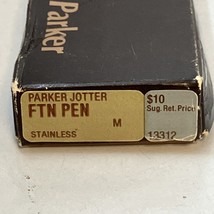 Parker
PARKER JOTTER
FTN PEN
M
STAINLESS
$10
Sug. Ret. Price
13312